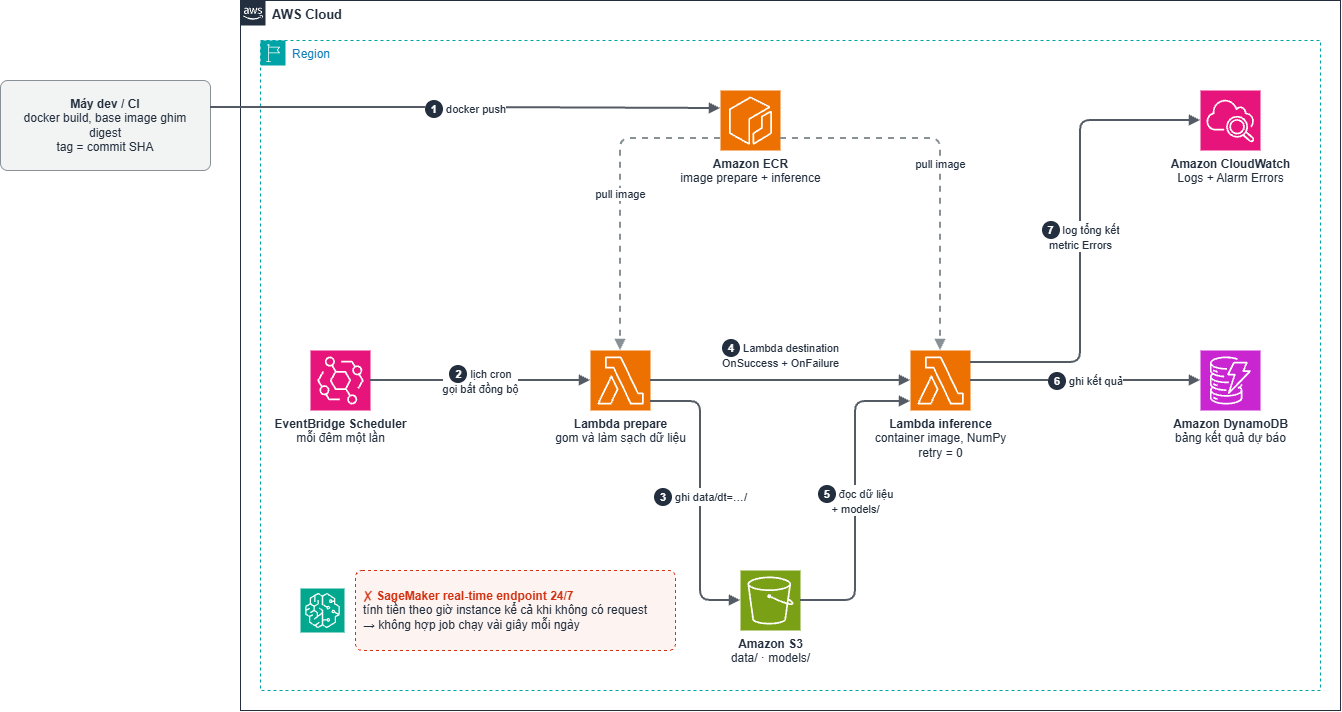 aws
AWS Cloud
Region
Máy dev / CI
docker build, base image ghim
digest
tag = commit SHA
1 docker push
Amazon ECR
image prepare + inference
pull image
pull image
Amazon CloudWatch
Logs + Alarm Errors
7 log tổng kết
metric Errors
EventBridge Scheduler
mỗi đêm một lần
2 lịch cron
gọi bất đồng bộ
Lambda prepare
gom và làm sạch dữ liệu
4 Lambda destination
OnSuccess + OnFailure
Lambda inference
container image, NumPy
retry = 0
6 ghi kết quả
Amazon DynamoDB
bảng kết quả dự báo
3 ghi data/dt=…/
5 đọc dữ liệu
+ models/
✗ SageMaker real-time endpoint 24/7
tính tiền theo giờ instance kể cả khi không có request
→ không hợp job chạy vài giây mỗi ngày
Amazon S3
data/ · models/